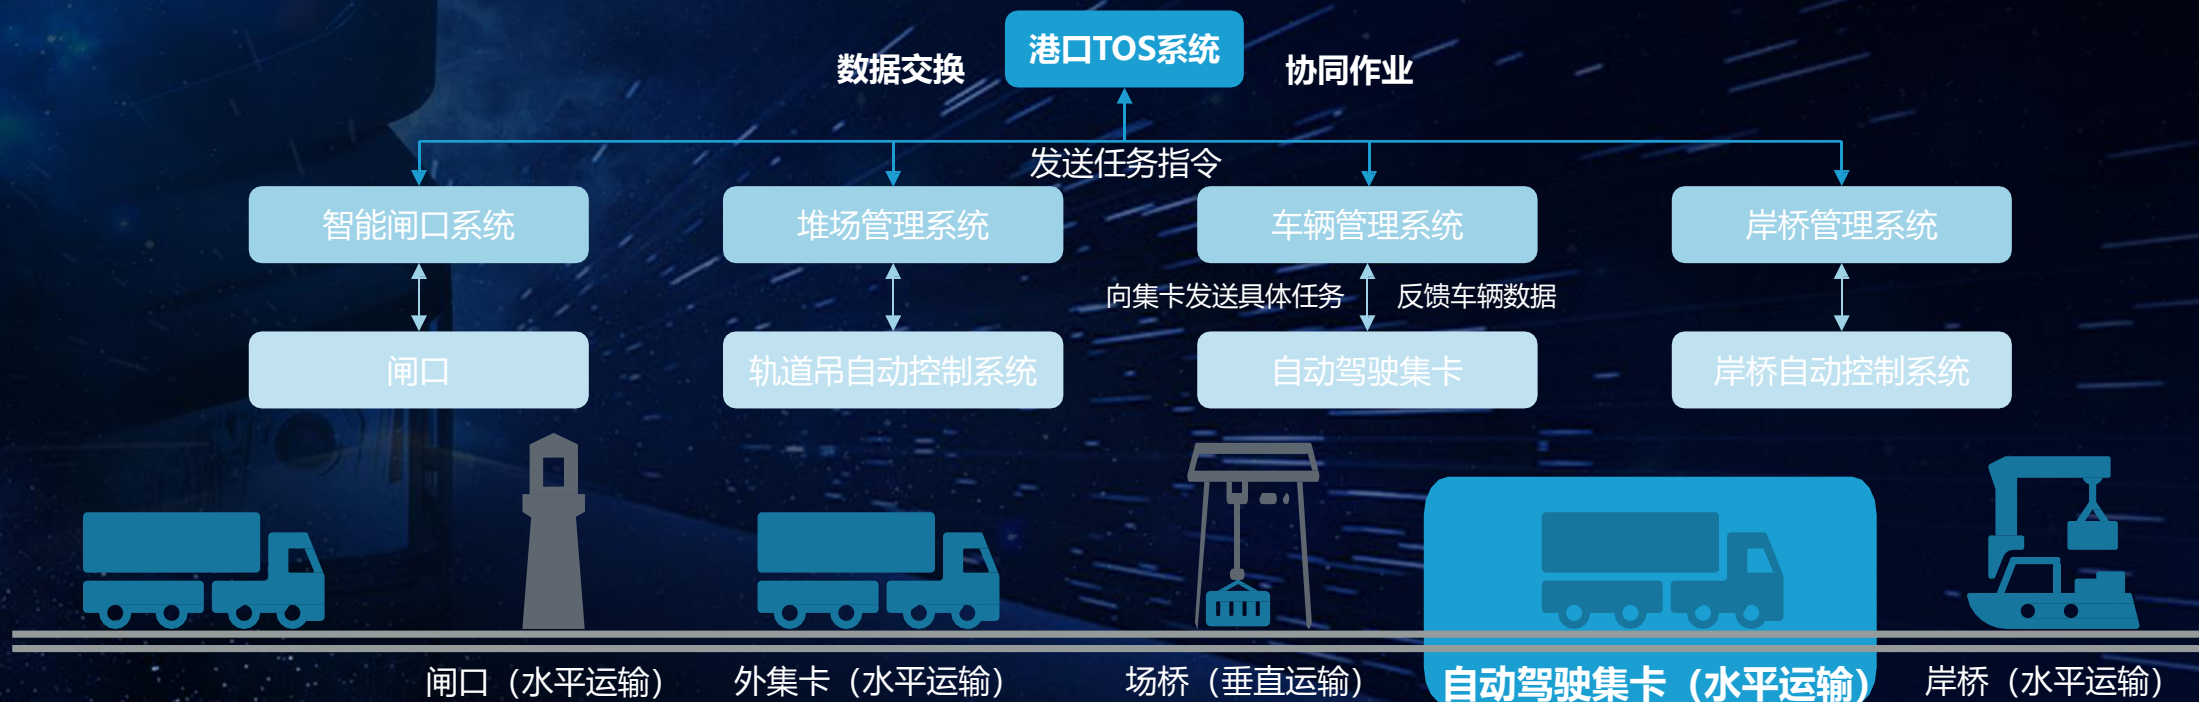 港口TOS系统
数据交换
协同作业
发送任务指令
智能闸口系统
堆场管理系统
车辆管理系统
岸桥管理系统
向集卡发送具体任务
反馈车辆数据
闸口
轨道吊自动控制系统
自动驾驶集卡
岸桥自动控制系统
闸口（水平运输）
外集卡（水平运输）
场桥（垂直运输）
自动驾驶集卡（水平运输）
岸桥（水平运输）